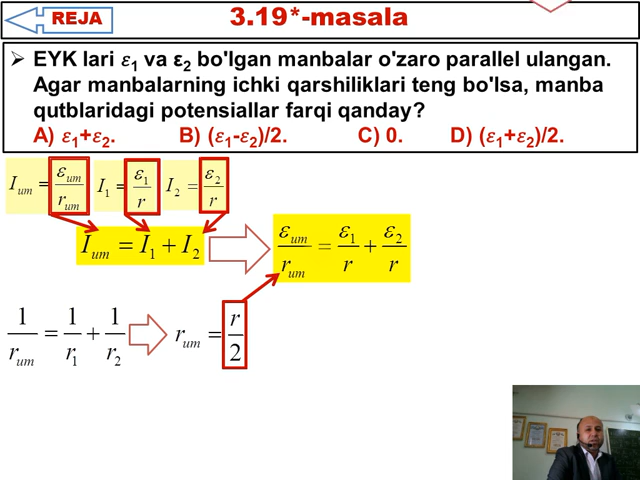 REJA
3.19*-masala
➢ EYK lari ε₁ va ε₂ bo'lgan manbalar o'zaro parallel ulangan.
Agar manbalarning ichki qarshiliklari teng bo'lsa, manba
qutblaridagi potensiallar farqi qanday?
A) ε₁+ε₂. B) (ε₁-ε₂)/2. C) 0. D) (ε₁+ε₂)/2.
I_um = ε_um/r_um I₁ = ε₁/r I₂ = ε₂/r
I_um = I₁ + I₂ ε_um/r_um = ε₁/r + ε₂/r
1/r_um = 1/r₁ + 1/r₂ r_um = r/2